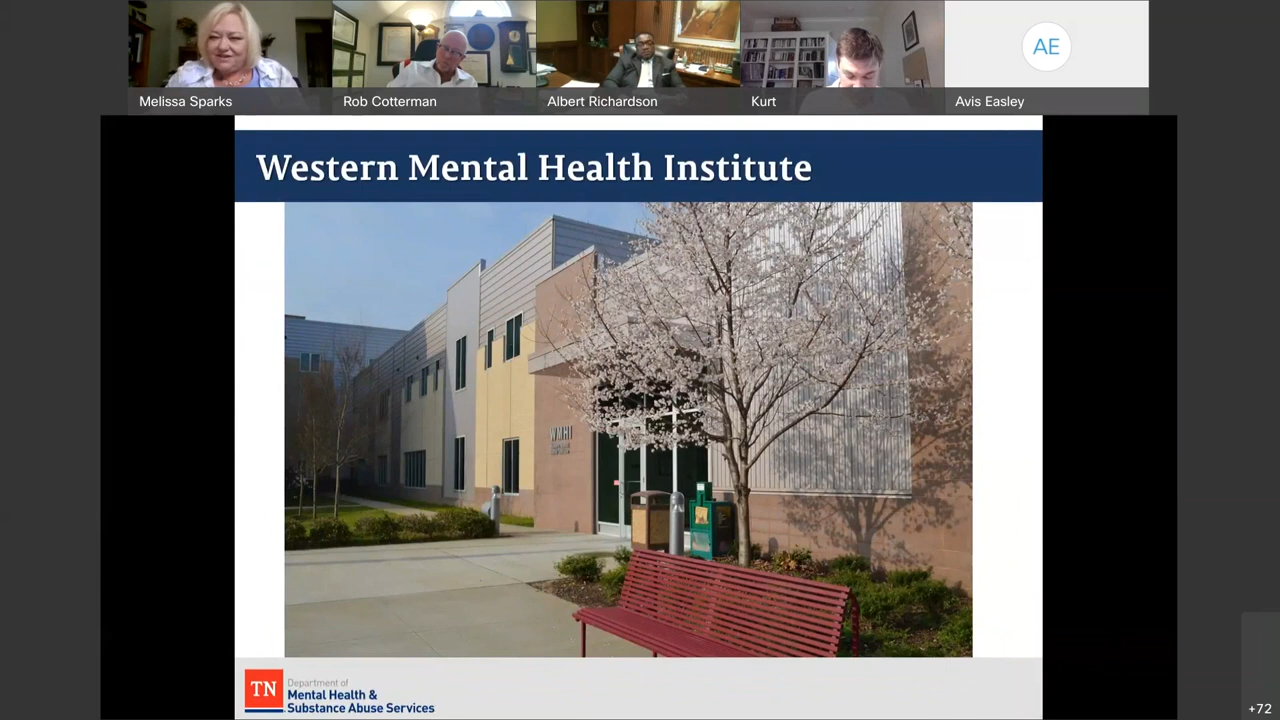 Melissa Sparks
Rob Cotterman
Albert Richardson
Kurt
AE
Avis Easley
Western Mental Health Institute
WMHI
TN
Department of
Mental Health &
Substance Abuse Services
+72